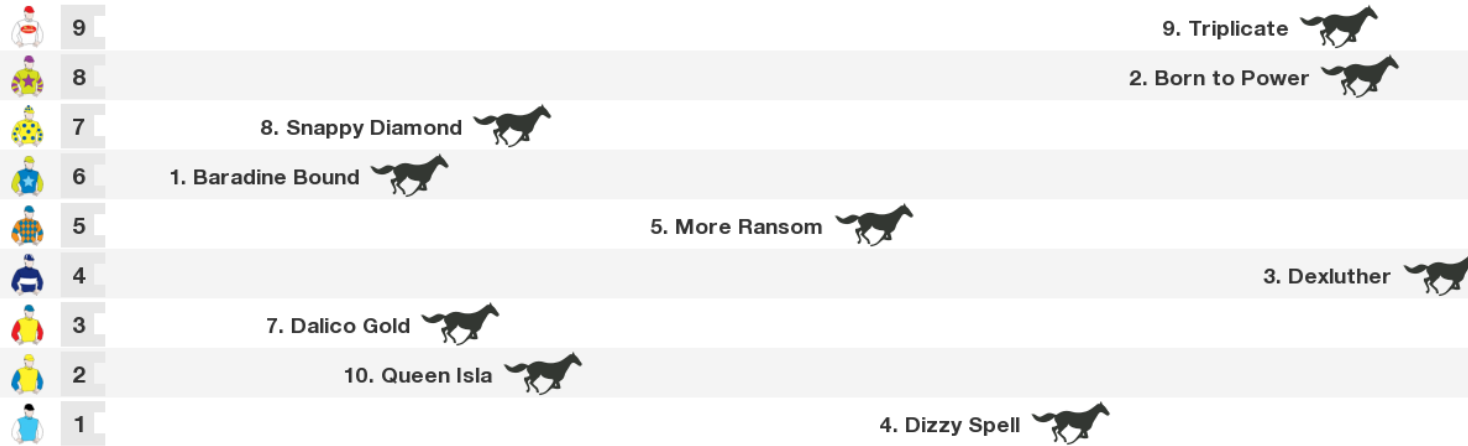 9 9. Triplicate
8 2. Born to Power
7 8. Snappy Diamond
6 1. Baradine Bound
5 5. More Ransom
4 3. Dexluther
3 7. Dalico Gold
2 10. Queen Isla
1 4. Dizzy Spell